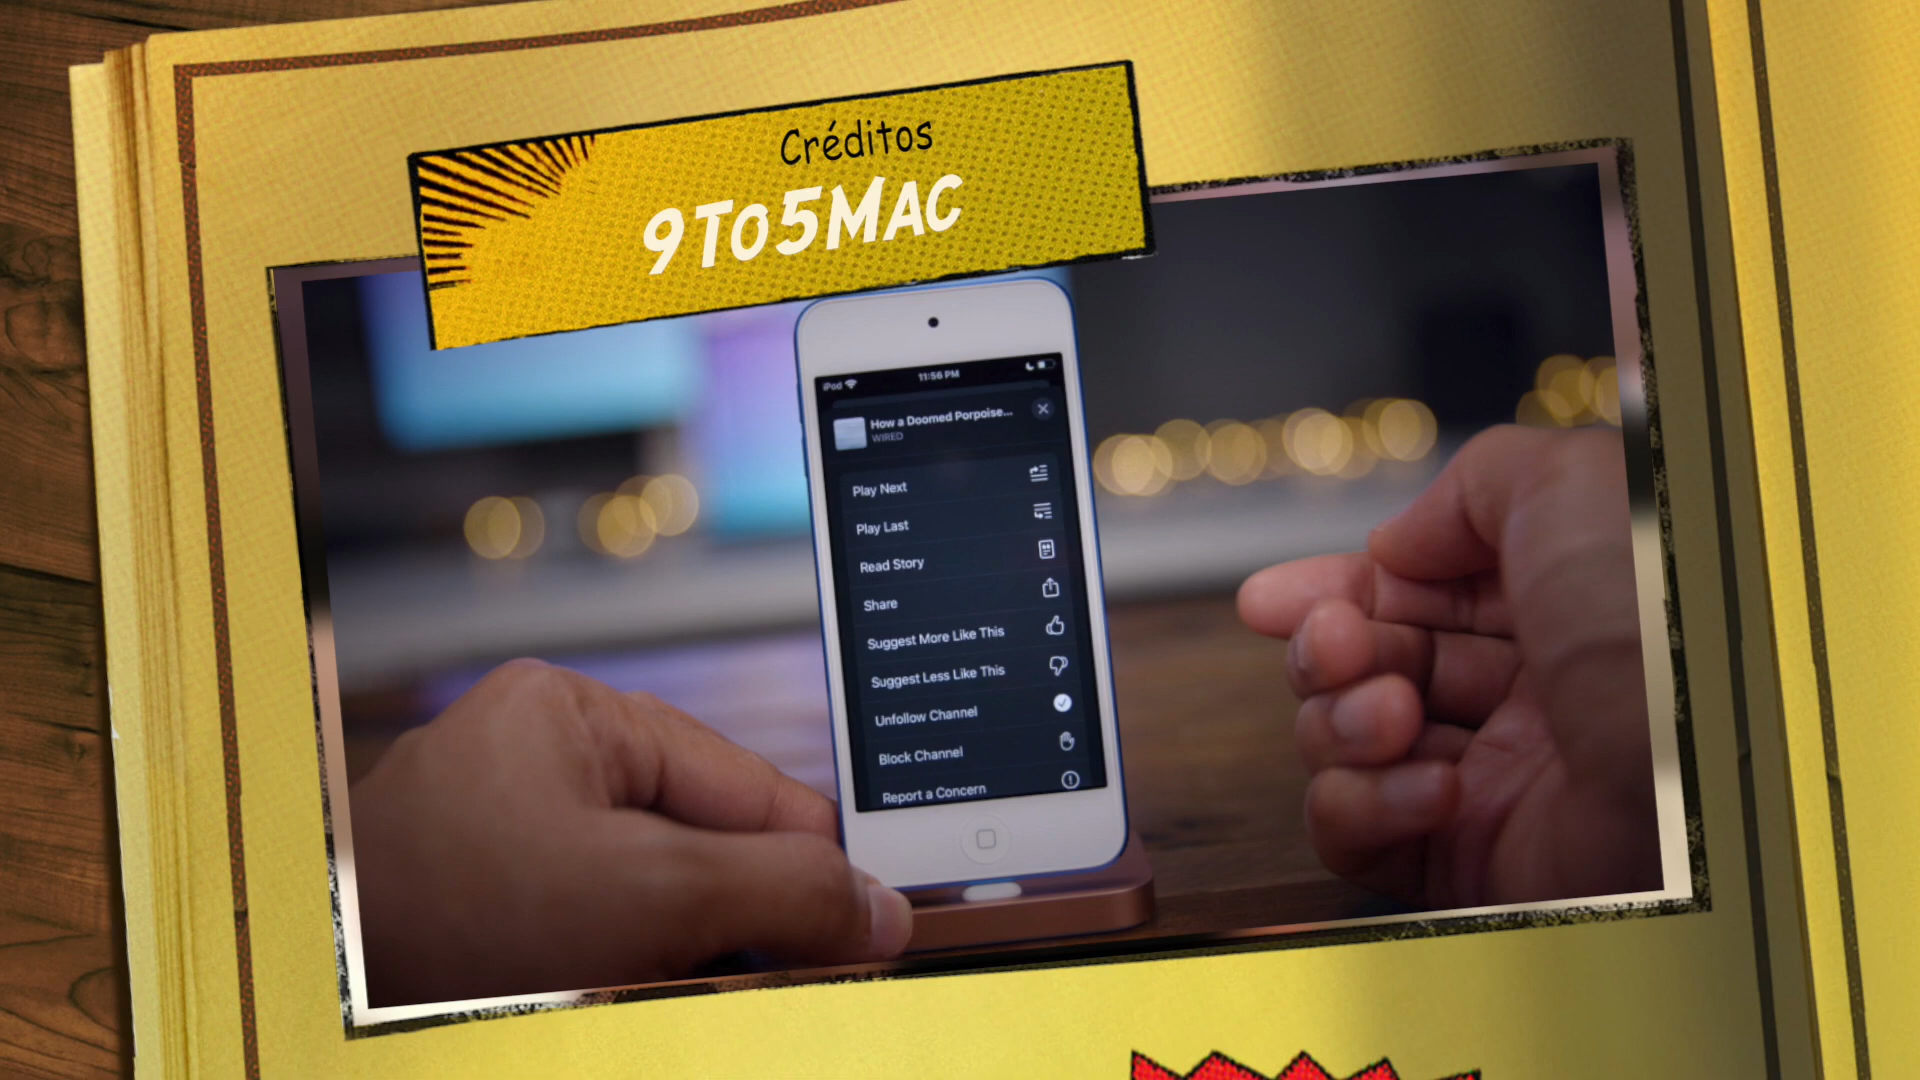 Créditos
9To5Mac
iPod
11:56 PM
How a Doomed Porpoise...
WIRED
Play Next
Play Last
Read Story
Share
Suggest More Like This
Suggest Less Like This
Unfollow Channel
Block Channel
Report a Concern